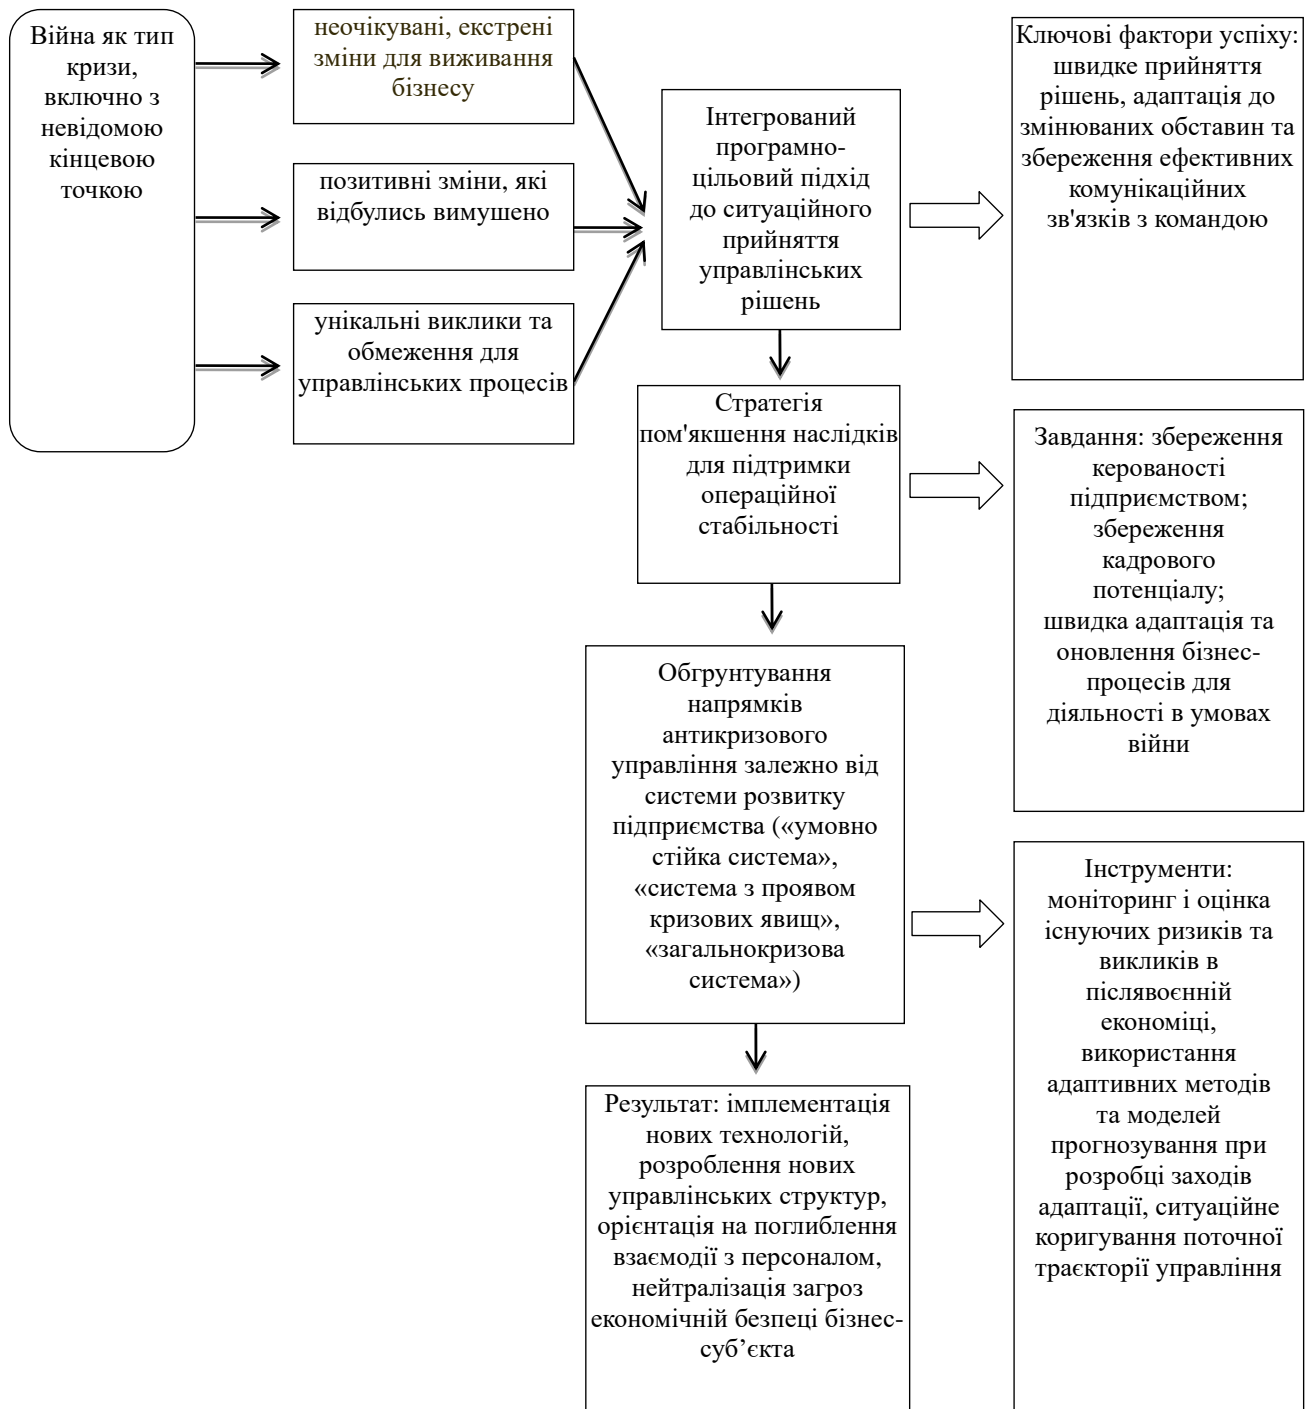 Війна як тип
кризи,
включно з
невідомою
кінцевою
точкою
неочікувані, екстрені
зміни для виживання
бізнесу
позитивні зміни, які
відбулись вимушено
унікальні виклики та
обмеження для
управлінських процесів
Інтегрований
програмно-
цільовий підхід
до ситуаційного
прийняття
управлінських
рішень
Ключові фактори успіху:
швидке прийняття
рішень, адаптація до
змінюваних обставин та
збереження ефективних
комунікаційних
зв'язків з командою
Стратегія
пом'якшення наслідків
для підтримки
операційної
стабільності
Завдання: збереження
керованості
підприємством;
збереження
кадрового
потенціалу;
швидка адаптація та
оновлення бізнес-
процесів для
діяльності в умовах
війни
Обгрунтування
напрямків
антикризового
управління залежно від
системи розвитку
підприємства («умовно
стійка система»,
«система з проявом
кризових явищ»,
«загальнокризова
система»)
Інструменти:
моніторинг і оцінка
існуючих ризиків та
викликів в
післявоєнній
економіці,
використання
адаптивних методів
та моделей
прогнозування при
розробці заходів
адаптації, ситуаційне
коригування поточної
траєкторії управління
Результат: імплементація
нових технологій,
розроблення нових
управлінських структур,
орієнтація на поглиблення
взаємодії з персоналом,
нейтралізація загроз
економічній безпеці бізнес-
суб’єкта